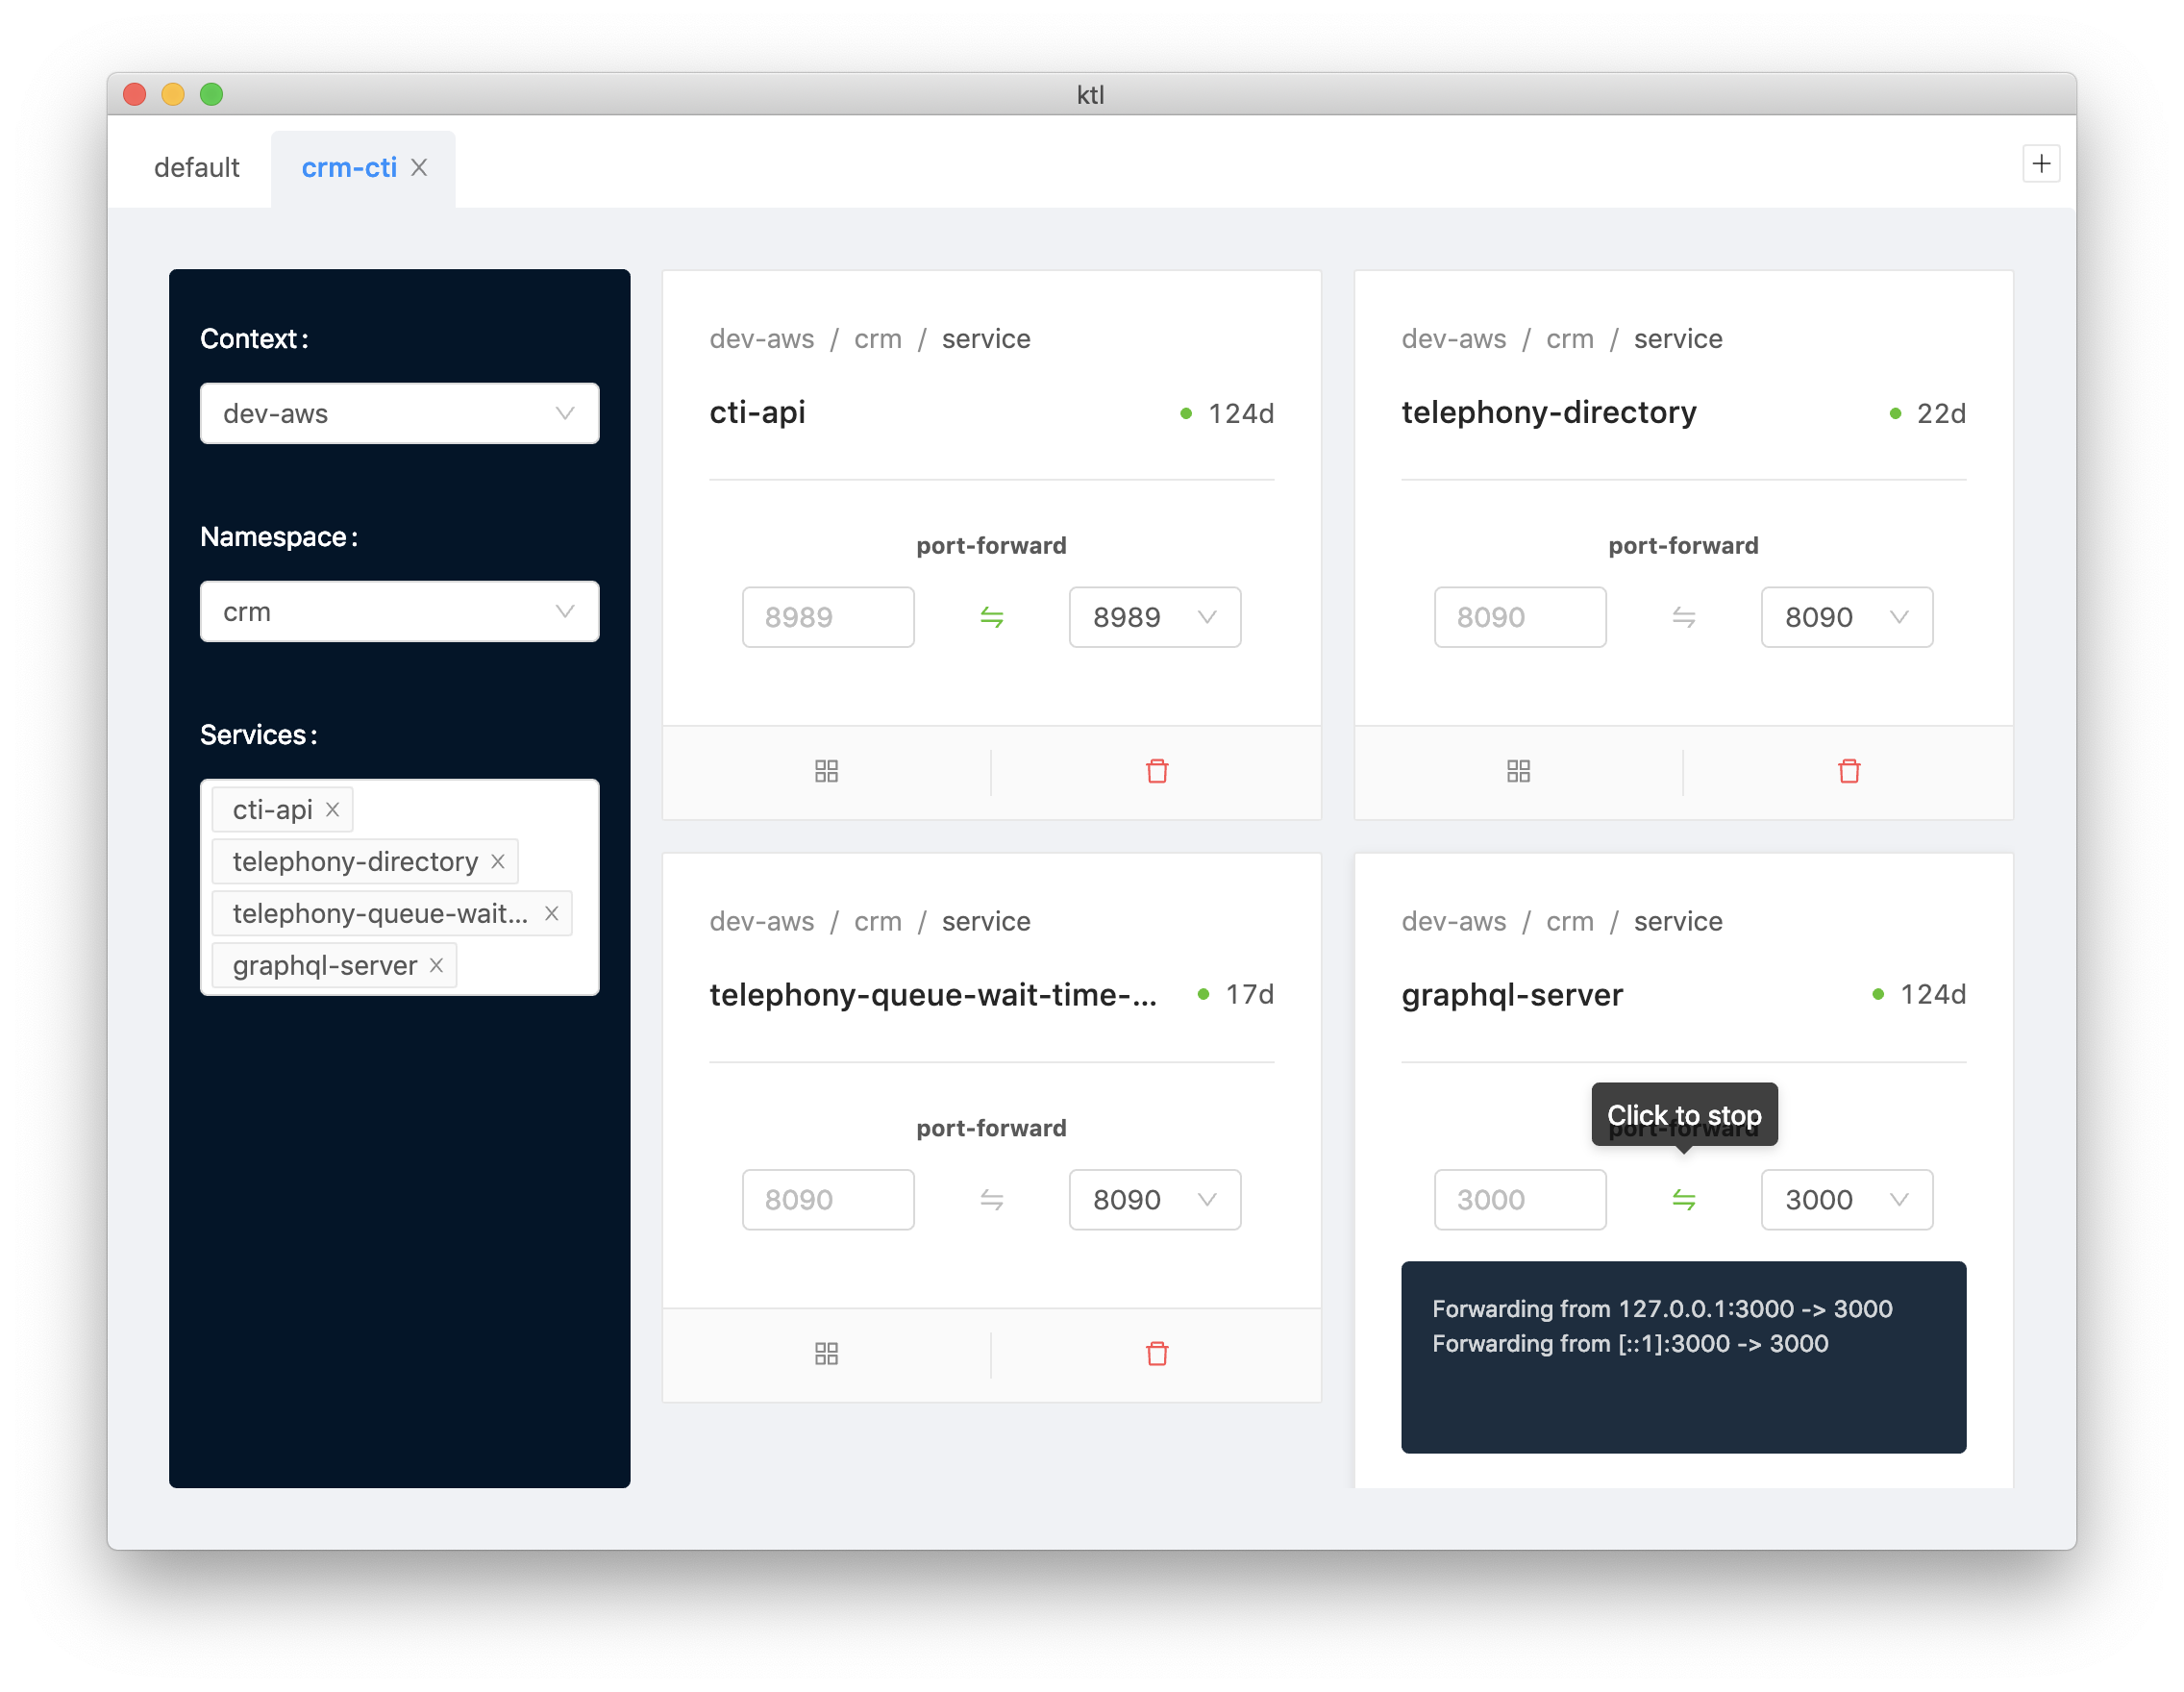 ktl
default
crm-cti
Context:
dev-aws
Namespace:
crm
Services:
cti-api
telephony-directory
telephony-queue-wait...
graphql-server
dev-aws / crm / service
cti-api
124d
port-forward
8989
8989
dev-aws / crm / service
telephony-directory
22d
port-forward
8090
8090
dev-aws / crm / service
telephony-queue-wait-time-...
17d
port-forward
8090
8090
dev-aws / crm / service
graphql-server
124d
Click to stop
port-forward
3000
3000
Forwarding from 127.0.0.1:3000 -> 3000
Forwarding from [::1]:3000 -> 3000